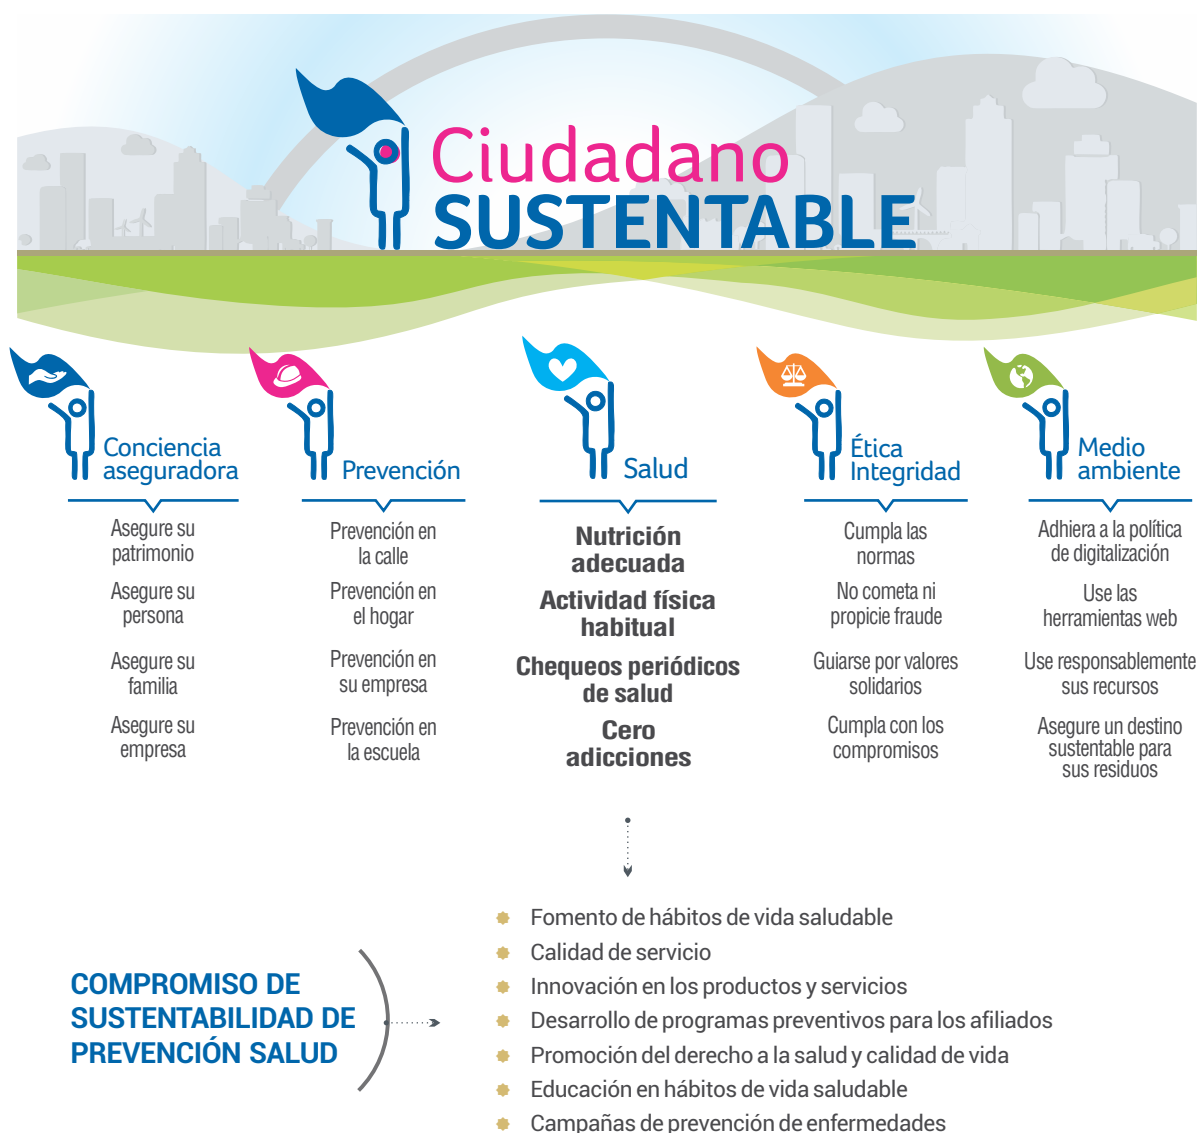 Ciudadano
SUSTENTABLE
Conciencia
aseguradora
Asegure su
patrimonio
Asegure su
persona
Asegure su
familia
Asegure su
empresa
Prevención
Prevención en
la calle
Prevención en
el hogar
Prevención en
su empresa
Prevención en
la escuela
Salud
Nutrición
adecuada
Actividad física
habitual
Chequeos periódicos
de salud
Cero
adicciones
Ética
Integridad
Cumpla las
normas
No cometa ni
propicie fraude
Guiarse por valores
solidarios
Cumpla con los
compromisos
Medio
ambiente
Adhiera a la política
de digitalización
Use las
herramientas web
Use responsablemente
sus recursos
Asegure un destino
sustentable para
sus residuos
COMPROMISO DE
SUSTENTABILIDAD DE
PREVENCIÓN SALUD
Fomento de hábitos de vida saludable
Calidad de servicio
Innovación en los productos y servicios
Desarrollo de programas preventivos para los afiliados
Promoción del derecho a la salud y calidad de vida
Educación en hábitos de vida saludable
Campañas de prevención de enfermedades